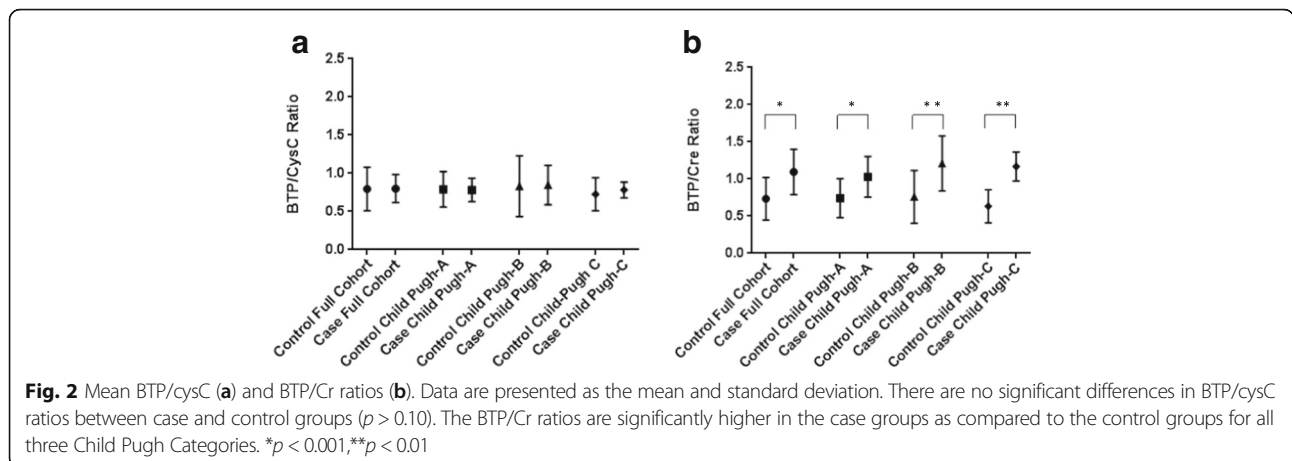 a
b
2.5
2.0
1.5
1.0
0.5
0.0
BTP/CysC Ratio
Control Full Cohort
Case Full Cohort
Control Child Pugh-A
Case Child Pugh-A
Control Child Pugh-B
Case Child Pugh-B
Control Child-Pugh C
Case Child Pugh-C
2.5
2.0
1.5
1.0
0.5
0.0
BTP/Cre Ratio
*
*
**
**
Control Full Cohort
Case Full Cohort
Control Child Pugh-A
Case Child Pugh-A
Control Child Pugh-B
Case Child Pugh-B
Control Child Pugh-C
Case Child Pugh-C
Fig. 2 Mean BTP/cysC (a) and BTP/Cr ratios (b). Data are presented as the mean and standard deviation. There are no significant differences in BTP/cysC
ratios between case and control groups (p > 0.10). The BTP/Cr ratios are significantly higher in the case groups as compared to the control groups for all
three Child Pugh Categories. *p < 0.001,**p < 0.01